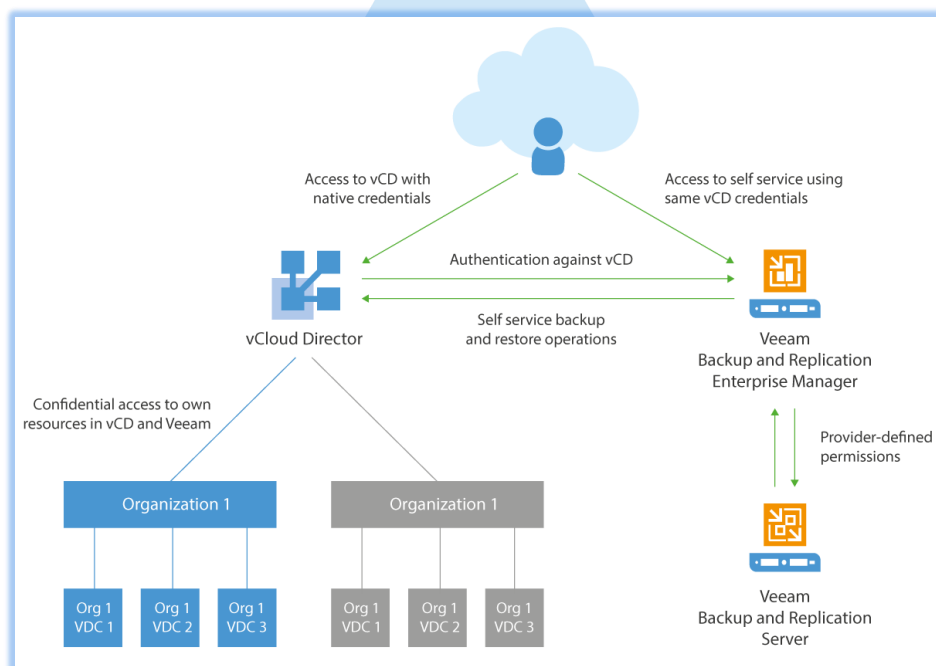 Access to vCD with
native credentials
Access to self service using
same vCD credentials
Authentication against vCD
Self service backup
and restore operations
vCloud Director
Veeam
Backup and Replication
Enterprise Manager
Confidential access to own
resources in vCD and Veeam
Provider-defined
permissions
Organization 1
Organization 1
Org 1
VDC 1
Org 1
VDC 2
Org 1
VDC 3
Org 1
VDC 1
Org 1
VDC 2
Org 1
VDC 3
Veeam
Backup and Replication
Server